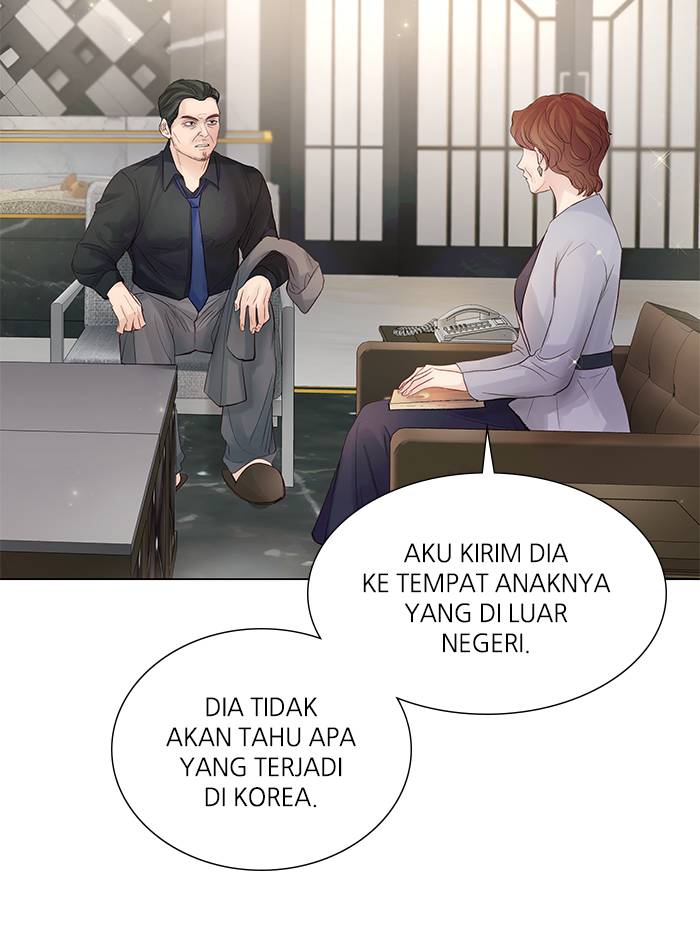 AKU KIRIM DIA
KE TEMPAT ANAKNYA
YANG DI LUAR
NEGERI.
DIA TIDAK
AKAN TAHU APA
YANG TERJADI
DI KOREA.